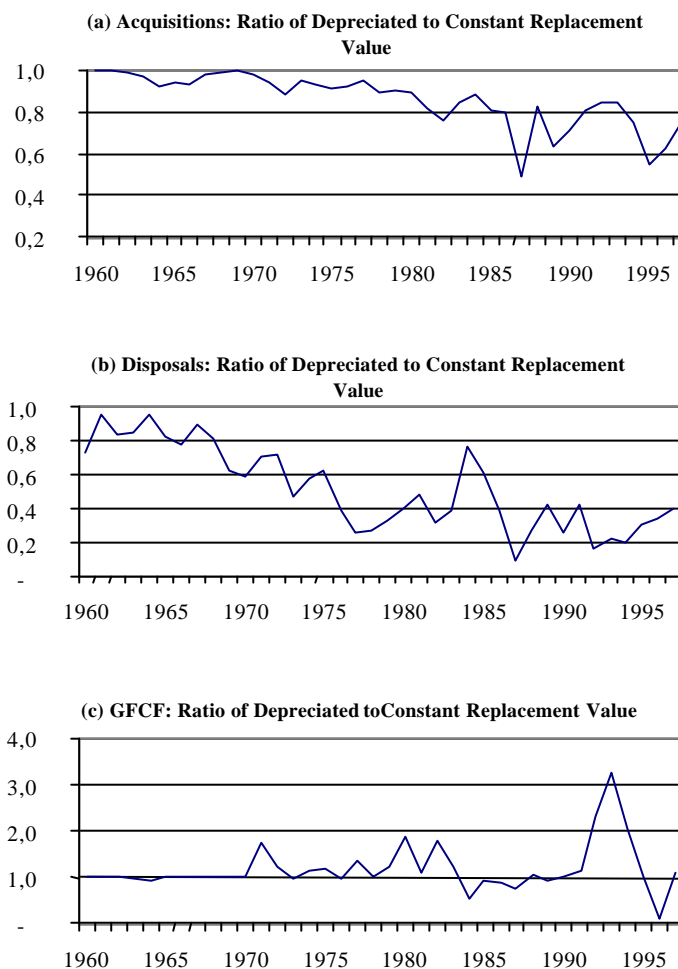 (a) Acquisitions: Ratio of Depreciated to Constant Replacement
Value
1,0
0,8
0,6
0,4
0,2
1960 1965 1970 1975 1980 1985 1990 1995
(b) Disposals: Ratio of Depreciated to Constant Replacement
Value
1,0
0,8
0,6
0,4
0,2
-
1960 1965 1970 1975 1980 1985 1990 1995
(c) GFCF: Ratio of Depreciated toConstant Replacement Value
4,0
3,0
2,0
1,0
-
1960 1965 1970 1975 1980 1985 1990 1995